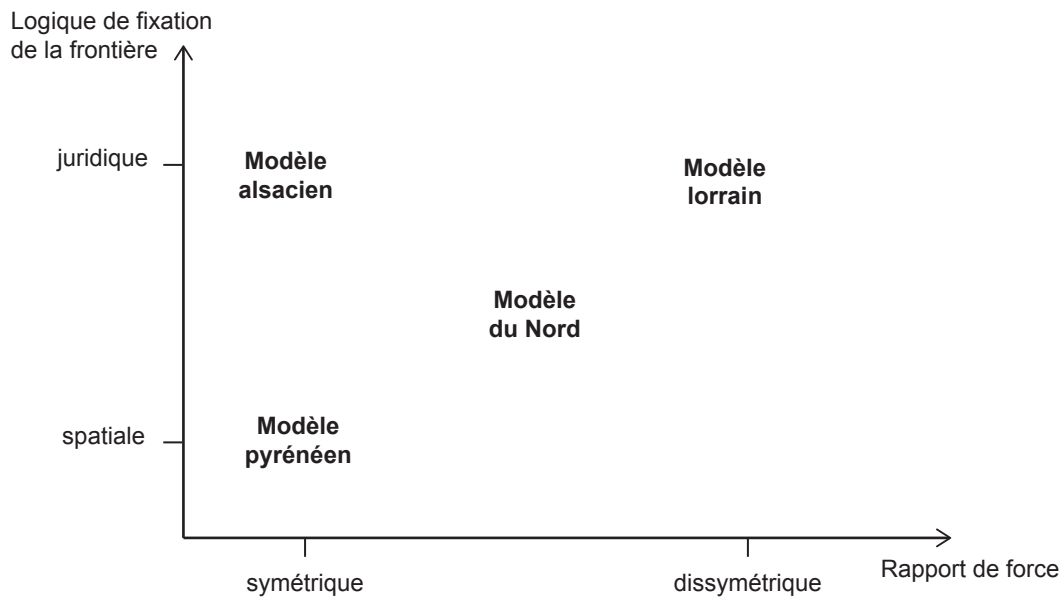 Logique de fixation
de la frontière
juridique
Modèle
alsacien
Modèle
lorrain
Modèle
du Nord
spatiale
Modèle
pyrénéen
symétrique
dissymétrique
Rapport de force